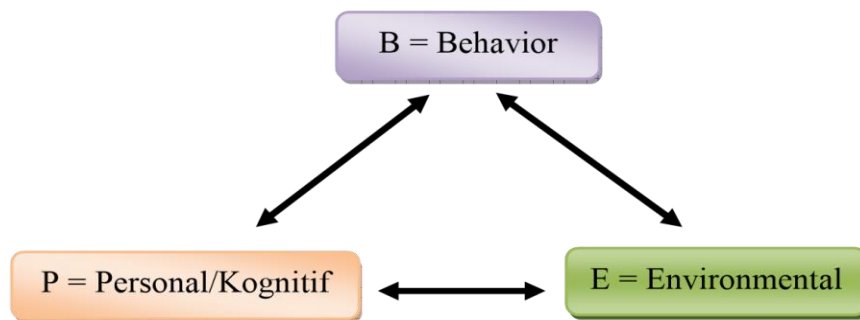 B = Behavior
P = Personal/Kognitif
E = Environmental